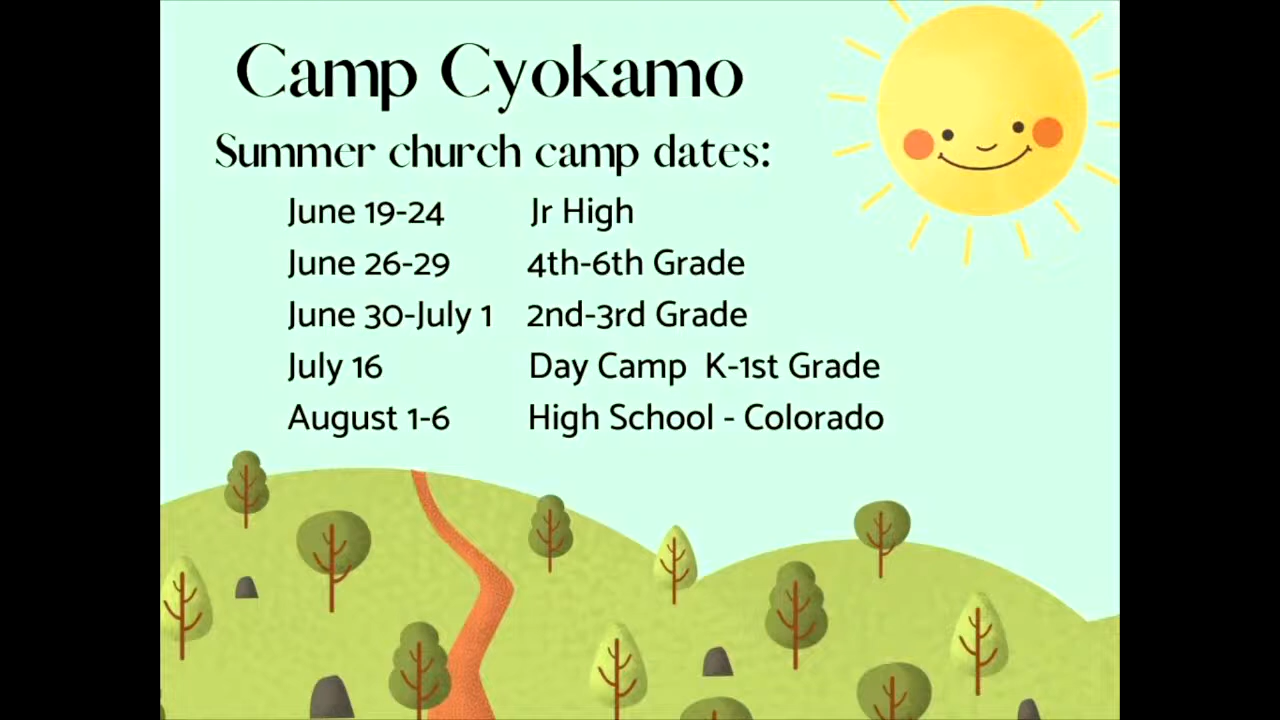 Camp Cyokamo
Summer church camp dates:
June 19-24 Jr High
June 26-29 4th-6th Grade
June 30-July 1 2nd-3rd Grade
July 16 Day Camp K-1st Grade
August 1-6 High School - Colorado